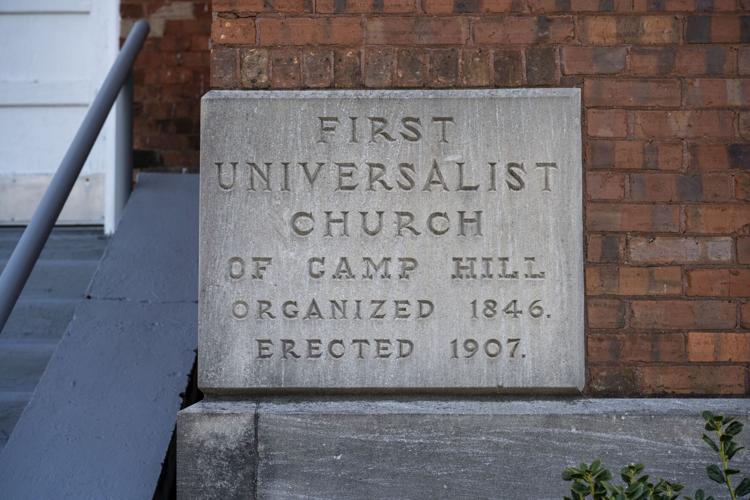 FIRST
UNIVERSALIST
CHURCH
OF CAMP HILL
ORGANIZED 1846.
ERECTED 1907.